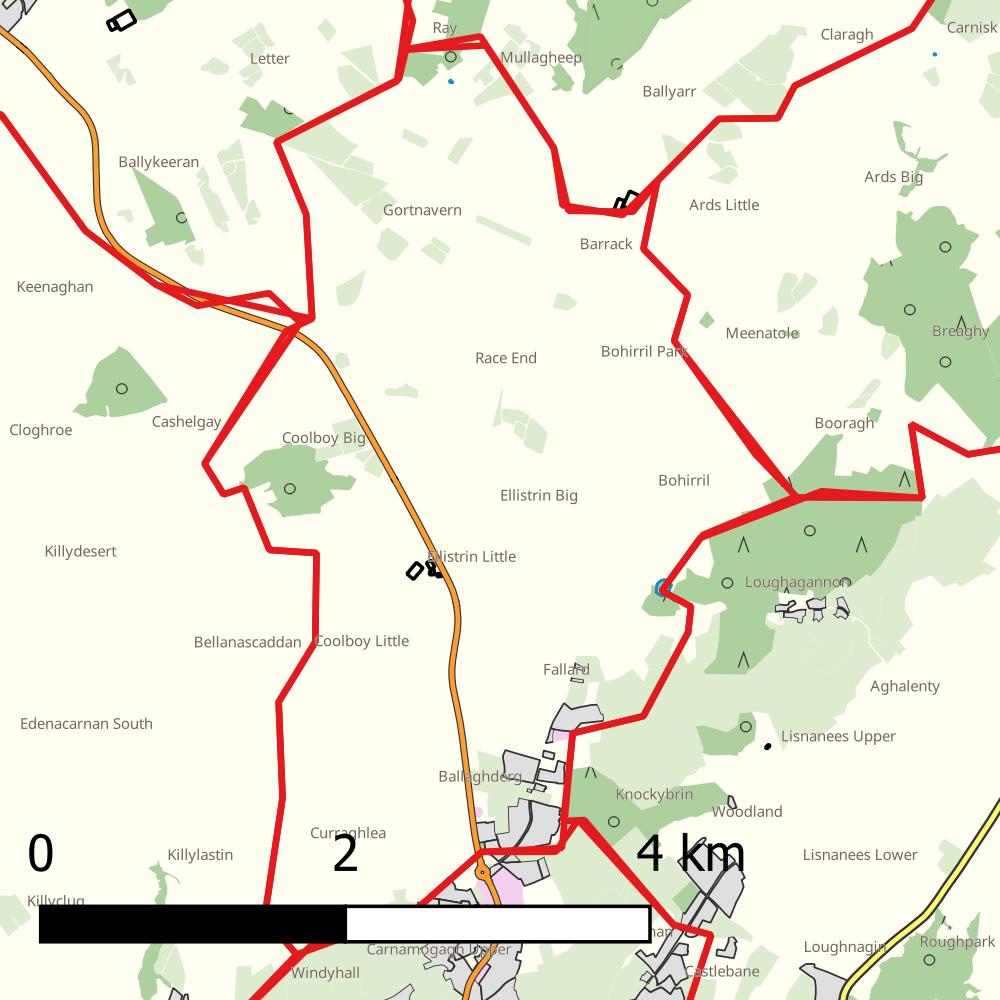 Ray
Claragh
Carnisk
Letter
Mullagheep
Ballyarr
Ballykeeran
Ards Big
Gortnavern
Ards Little
Barrack
Keenaghan
Meenatole
Breaghy
Race End
Bohirril Park
Cashelgay
Booragh
Cloghroe
Coolboy Big
Bohirril
Ellistrin Big
Killydesert
Ellistrin Little
Loughagannon
Bellanascaddan
Coolboy Little
Fallard
Aghalenty
Edenacarnan South
Lisnanees Upper
Ballaghderg
Knockybrin
Woodland
Curraghlea
0 2 4 km
Killylastin
Lisnanees Lower
Killyclug
Roughpark
Carnamogagh Upper
Loughnagin
Windyhall
Castlebane